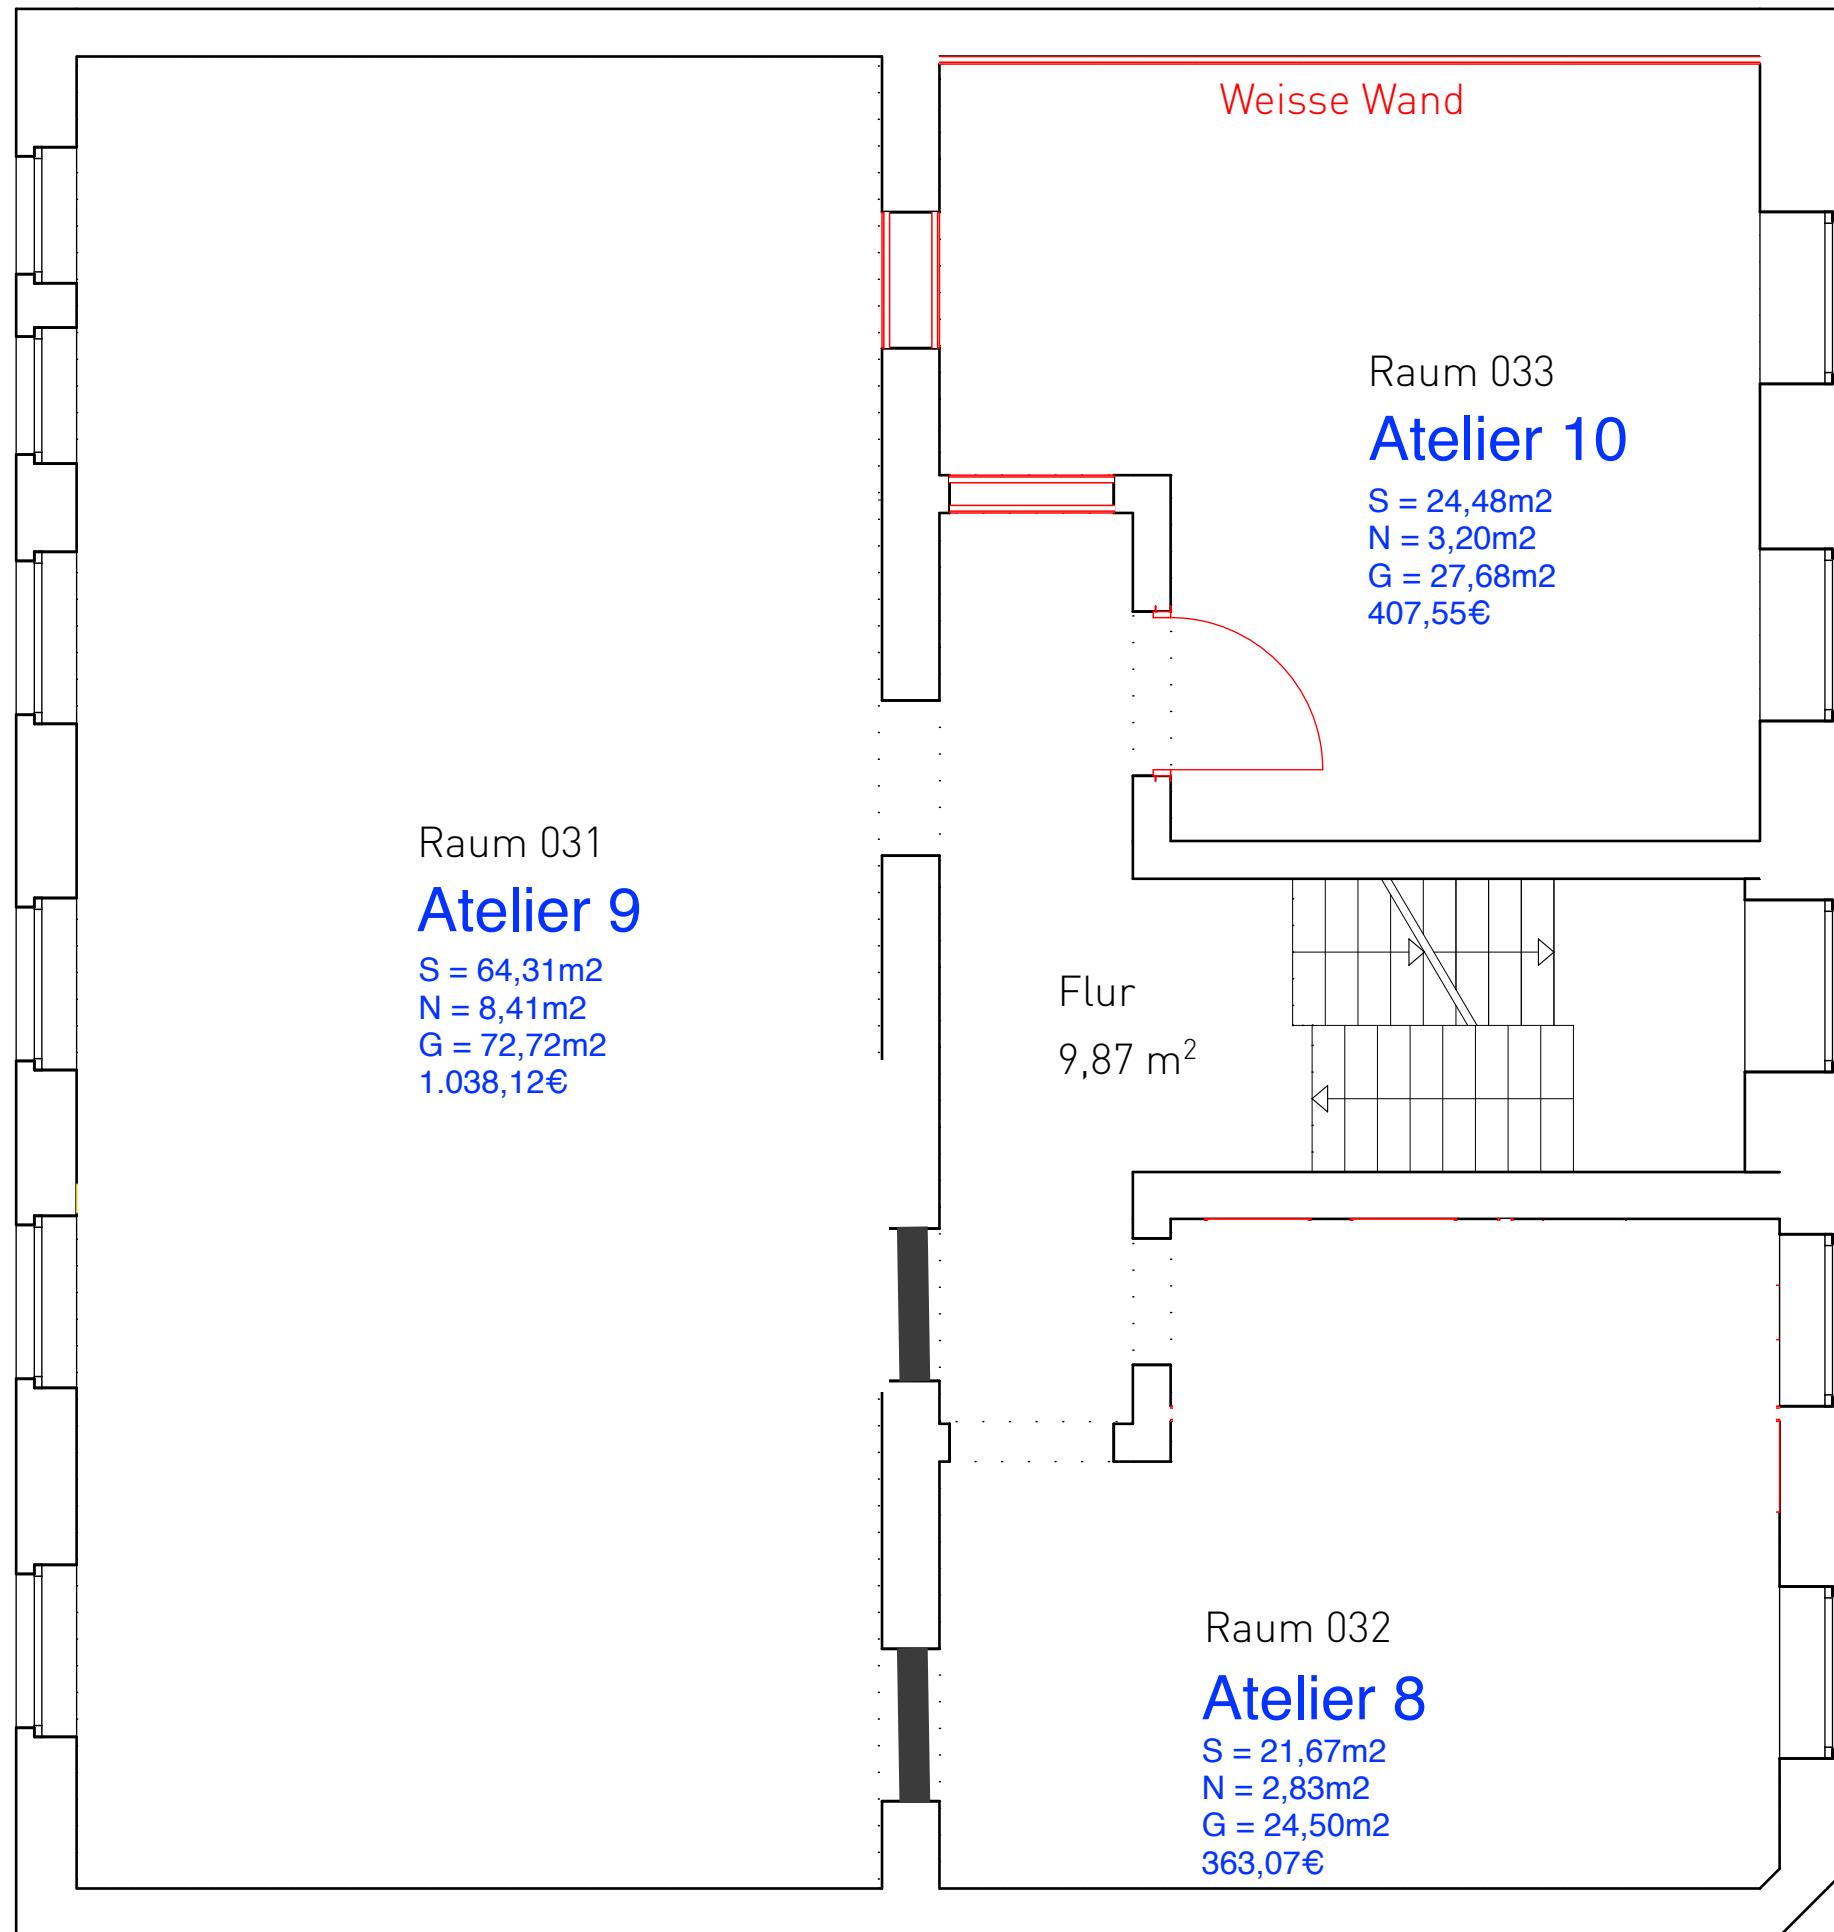 Weisse Wand
Raum 033
Atelier 10
S = 24,48m2
N = 3,20m2
G = 27,68m2
407,55€
Raum 031
Atelier 9
S = 64,31m2
N = 8,41m2
G = 72,72m2
1.038,12€
Flur
9,87 m²
Raum 032
Atelier 8
S = 21,67m2
N = 2,83m2
G = 24,50m2
363,07€